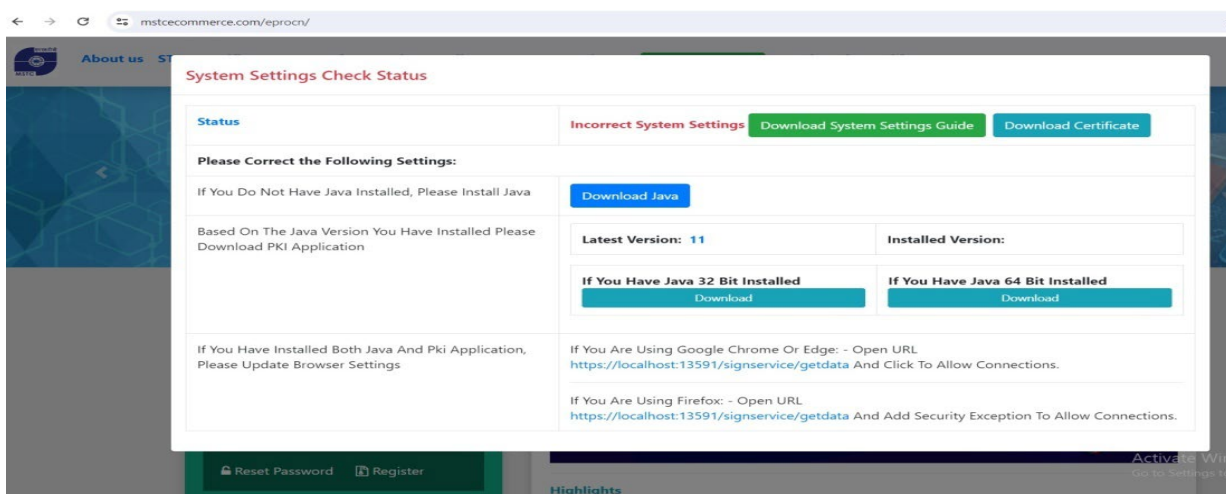 mstcecommerce.com/eprocn/
MSTC
About us ST
System Settings Check Status
Status
Incorrect System Settings Download System Settings Guide Download Certificate
Please Correct the Following Settings:
If You Do Not Have Java Installed, Please Install Java
Download Java
Based On The Java Version You Have Installed Please
Download PKI Application
Latest Version: 11
Installed Version:
If You Have Java 32 Bit Installed
Download
If You Have Java 64 Bit Installed
Download
If You Have Installed Both Java And Pki Application,
Please Update Browser Settings
If You Are Using Google Chrome Or Edge: - Open URL
https://localhost:13591/signservice/getdata And Click To Allow Connections.
If You Are Using Firefox: - Open URL
https://localhost:13591/signservice/getdata And Add Security Exception To Allow Connections.
Reset Password Register
Highlights
Activate Win
Go to Settings t